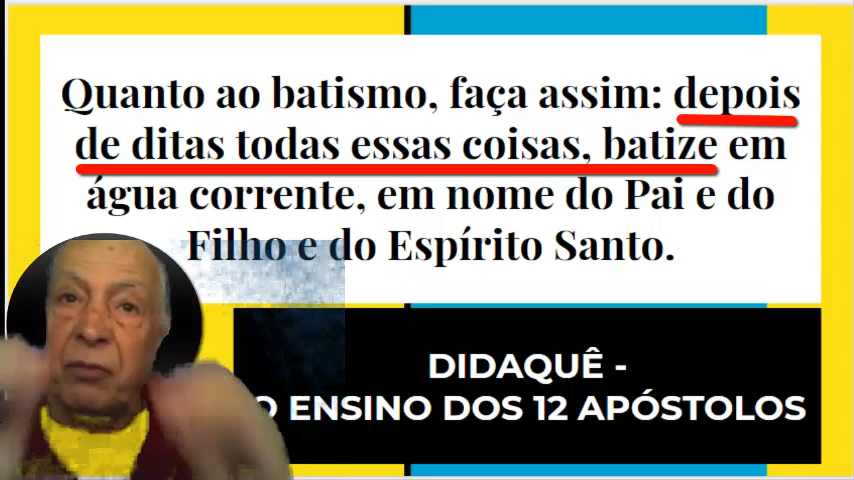 Quanto ao batismo, faça assim: depois
de ditas todas essas coisas, batize em
água corrente, em nome do Pai e do
Filho e do Espírito Santo.
DIDAQUÊ -
O ENSINO DOS 12 APÓSTOLOS